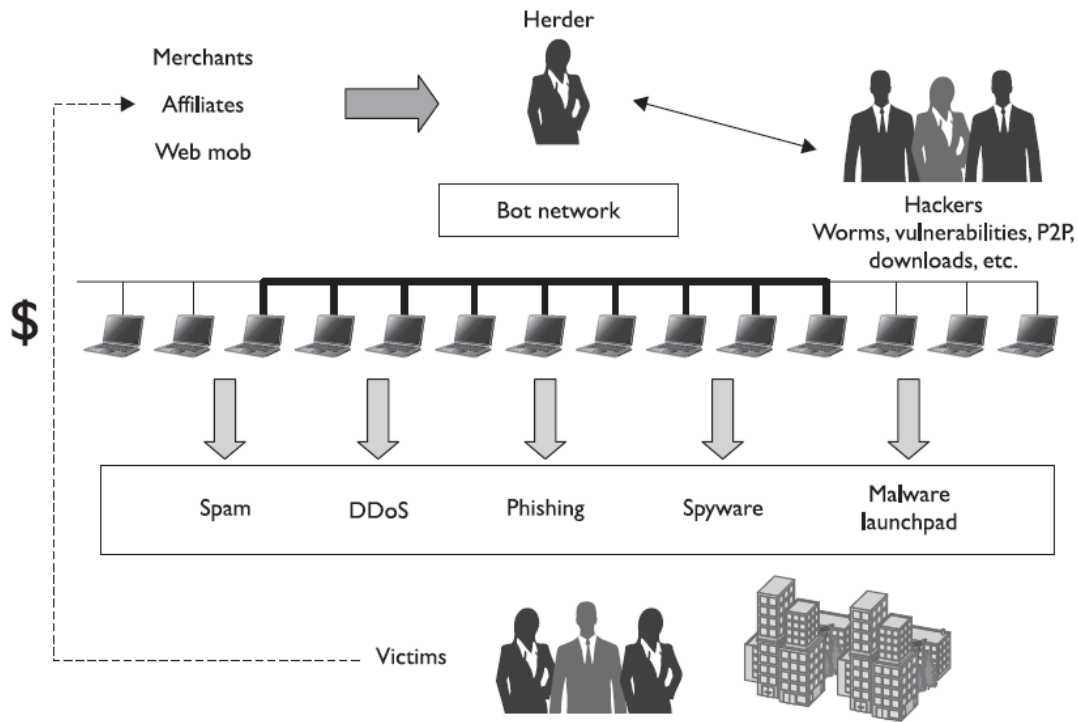 Herder
Merchants
Affiliates
Web mob
Bot network
Hackers
Worms, vulnerabilities, P2P,
downloads, etc.
$
Spam
DDoS
Phishing
Spyware
Malware
launchpad
Victims